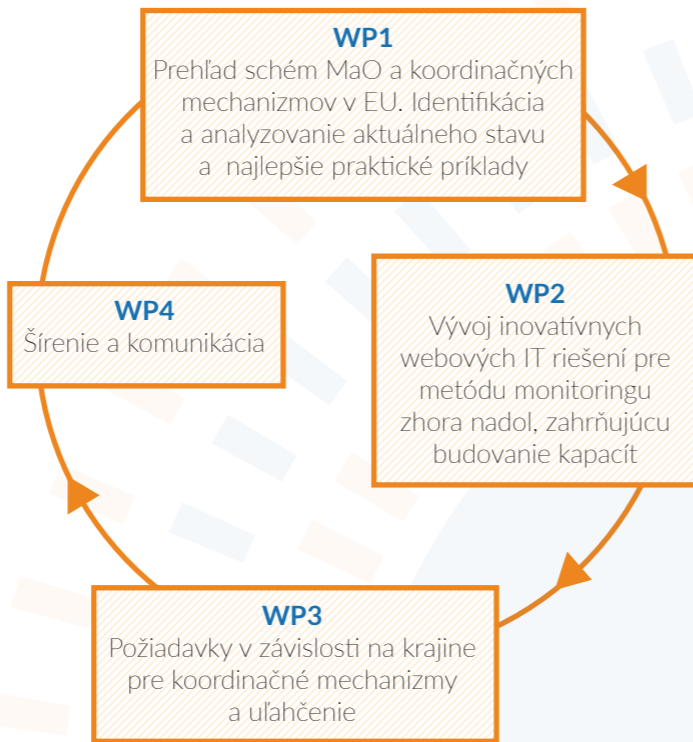 WP1
Prehľad schém MaO a koordinačných
mechanizmov v EU. Identifikácia
a analyzovanie aktuálneho stavu
a najlepšie praktické príklady
WP2
Vývoj inovatívnych
webových IT riešení pre
metódu monitoringu
zhora nadol, zahrňujúcu
budovanie kapacít
WP3
Požiadavky v závislosti na krajine
pre koordinačné mechanizmy
a uľahčenie
WP4
Šírenie a komunikácia